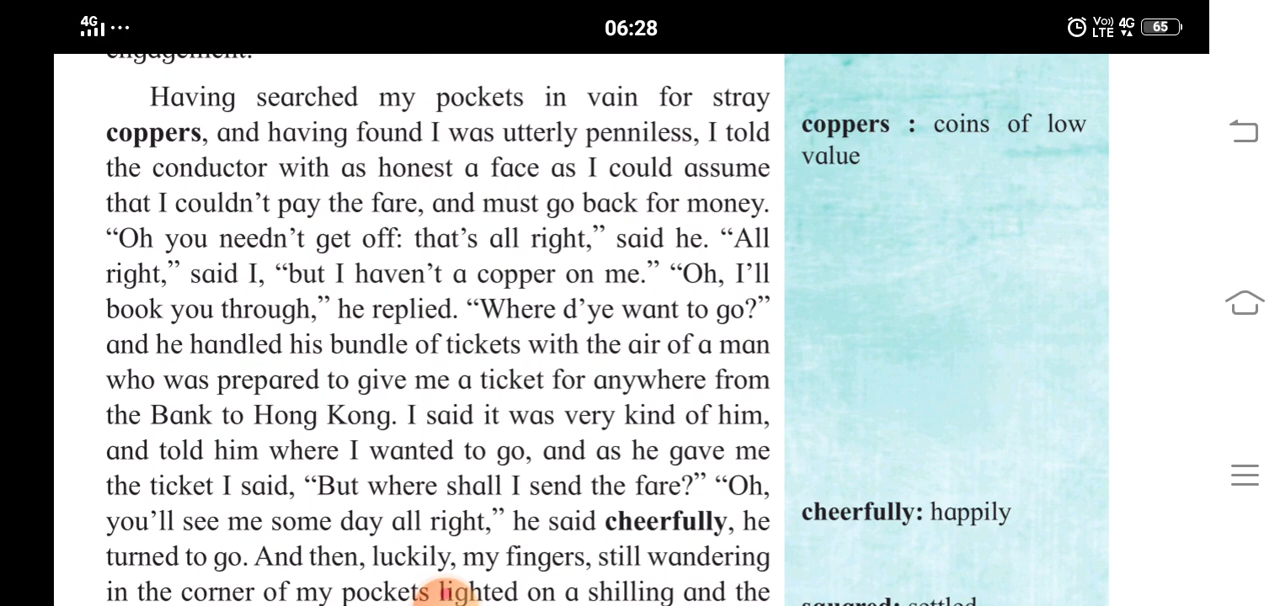 4G
06:28
Vo)) 4G
LTE
65
engagement.
Having searched my pockets in vain for stray
coppers, and having found I was utterly penniless, I told
the conductor with as honest a face as I could assume
that I couldn’t pay the fare, and must go back for money.
“Oh you needn’t get off: that’s all right,” said he. “All
right,” said I, “but I haven’t a copper on me.” “Oh, I’ll
book you through,” he replied. “Where d’ye want to go?”
and he handled his bundle of tickets with the air of a man
who was prepared to give me a ticket for anywhere from
the Bank to Hong Kong. I said it was very kind of him,
and told him where I wanted to go, and as he gave me
the ticket I said, “But where shall I send the fare?” “Oh,
you’ll see me some day all right,” he said cheerfully, he
turned to go. And then, luckily, my fingers, still wandering
in the corner of my pockets lighted on a shilling and the
coppers : coins of low
value
cheerfully: happily
squared: settled